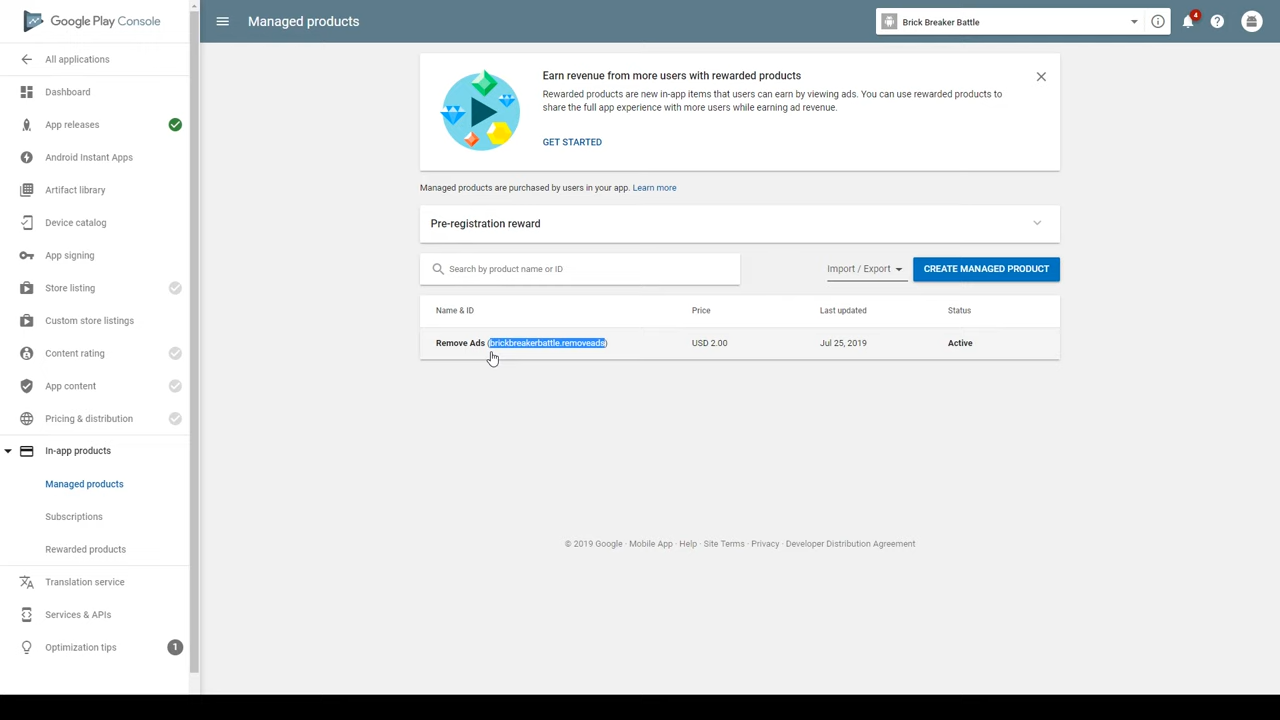 Google Play Console
Managed products
Brick Breaker Battle
4
All applications
Dashboard
App releases
Android Instant Apps
Artifact library
Device catalog
App signing
Store listing
Custom store listings
Content rating
App content
Pricing & distribution
In-app products
Managed products
Subscriptions
Rewarded products
Translation service
Services & APIs
Optimization tips 1
Earn revenue from more users with rewarded products
Rewarded products are new in-app items that users can earn by viewing ads. You can use rewarded products to
share the full app experience with more users while earning ad revenue.
GET STARTED
Managed products are purchased by users in your app. Learn more
Pre-registration reward
Search by product name or ID
Import / Export
CREATE MANAGED PRODUCT
Name & ID Price Last updated Status
Remove Ads (brickbreakerbattle.removeads) USD 2.00 Jul 25, 2019 Active
© 2019 Google · Mobile App · Help · Site Terms · Privacy · Developer Distribution Agreement